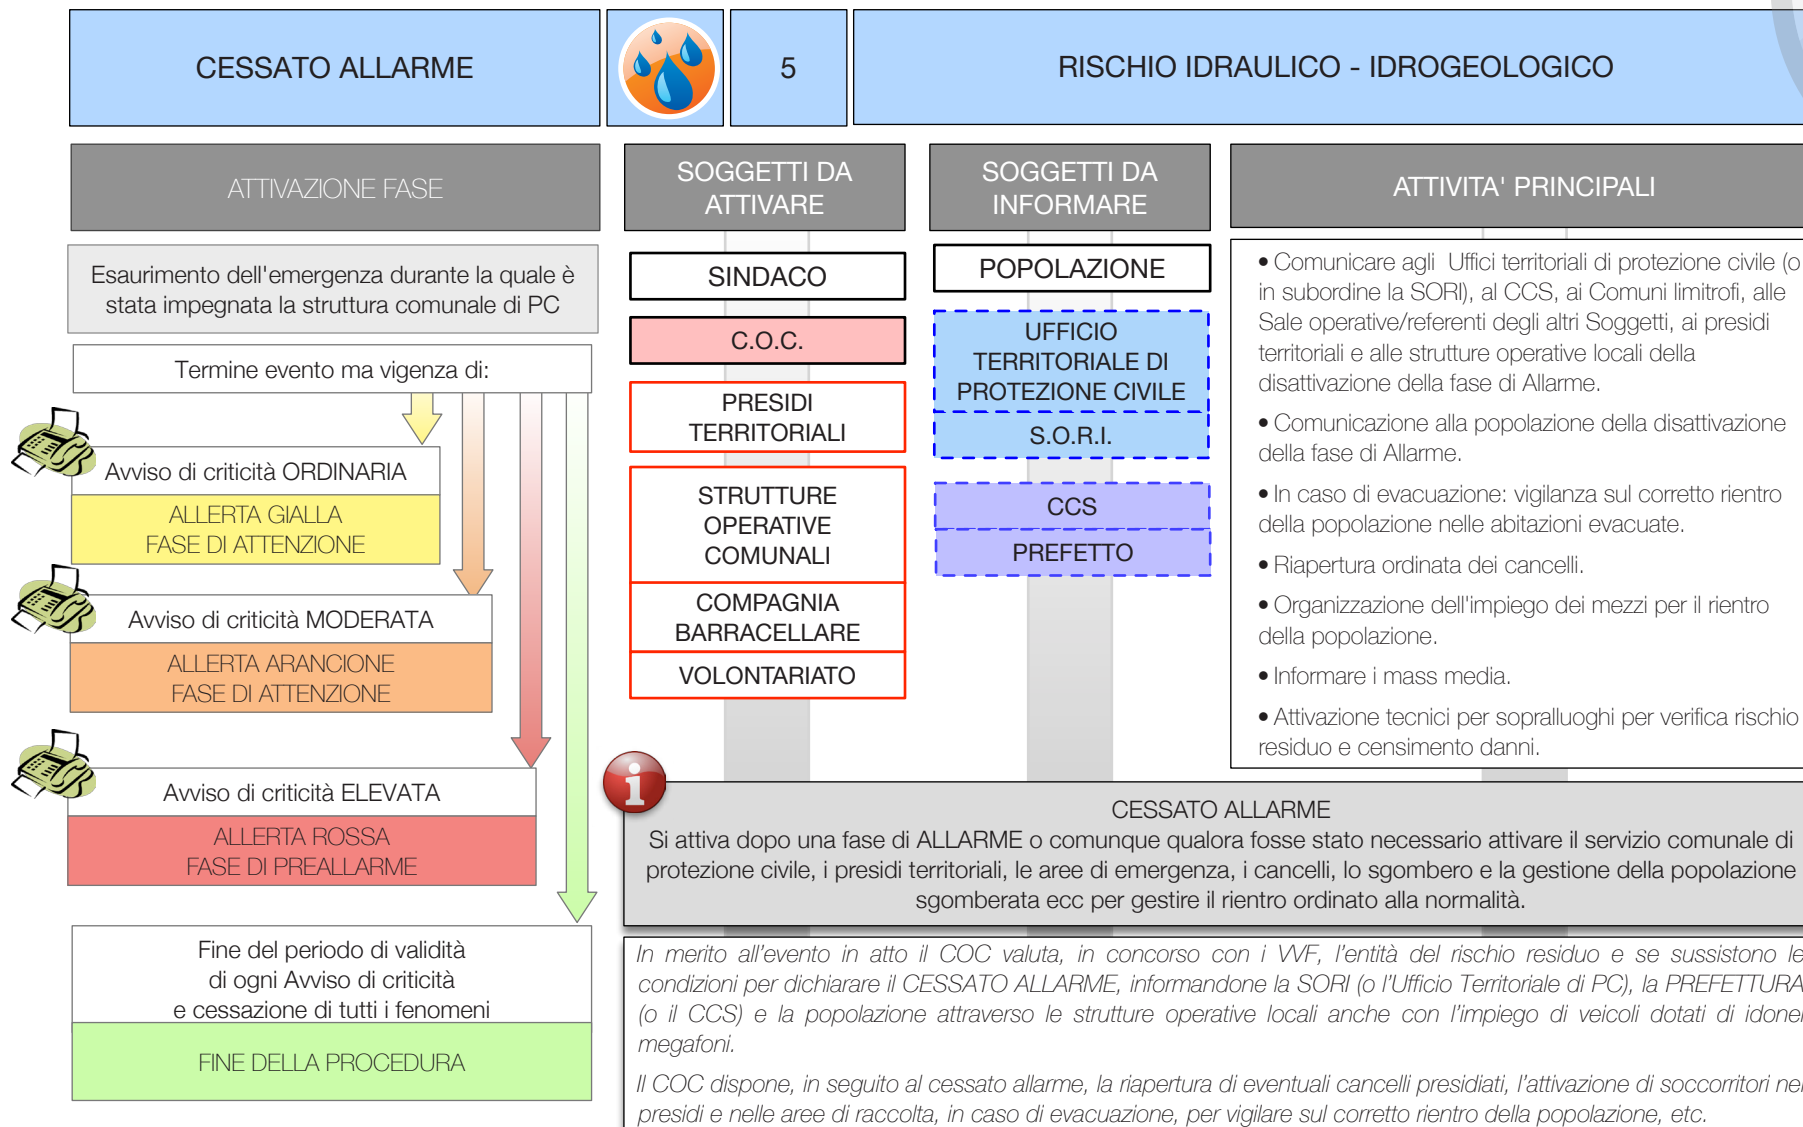 CESSATO ALLARME
5
RISCHIO IDRAULICO - IDROGEOLOGICO
ATTIVAZIONE FASE
Esaurimento dell'emergenza durante la quale è
stata impegnata la struttura comunale di PC
Termine evento ma vigenza di:
Avviso di criticità ORDINARIA
ALLERTA GIALLA
FASE DI ATTENZIONE
Avviso di criticità MODERATA
ALLERTA ARANCIONE
FASE DI ATTENZIONE
Avviso di criticità ELEVATA
ALLERTA ROSSA
FASE DI PREALLARME
Fine del periodo di validità
di ogni Avviso di criticità
e cessazione di tutti i fenomeni
FINE DELLA PROCEDURA
SOGGETTI DA
ATTIVARE
SINDACO
C.O.C.
PRESIDI
TERRITORIALI
STRUTTURE
OPERATIVE
COMUNALI
COMPAGNIA
BARRACELLARE
VOLONTARIATO
SOGGETTI DA
INFORMARE
POPOLAZIONE
UFFICIO
TERRITORIALE DI
PROTEZIONE CIVILE
S.O.R.I.
CCS
PREFETTO
ATTIVITA' PRINCIPALI
• Comunicare agli Uffici territoriali di protezione civile (o
in subordine la SORI), al CCS, ai Comuni limitrofi, alle
Sale operative/referenti degli altri Soggetti, ai presidi
territoriali e alle strutture operative locali della
disattivazione della fase di Allarme.
• Comunicazione alla popolazione della disattivazione
della fase di Allarme.
• In caso di evacuazione: vigilanza sul corretto rientro
della popolazione nelle abitazioni evacuate.
• Riapertura ordinata dei cancelli.
• Organizzazione dell'impiego dei mezzi per il rientro
della popolazione.
• Informare i mass media.
• Attivazione tecnici per sopralluoghi per verifica rischio
residuo e censimento danni.
i
CESSATO ALLARME
Si attiva dopo una fase di ALLARME o comunque qualora fosse stato necessario attivare il servizio comunale di
protezione civile, i presidi territoriali, le aree di emergenza, i cancelli, lo sgombero e la gestione della popolazione
sgomberata ecc per gestire il rientro ordinato alla normalità.
In merito all'evento in atto il COC valuta, in concorso con i VVF, l'entità del rischio residuo e se sussistono le
condizioni per dichiarare il CESSATO ALLARME, informandone la SORI (o l'Ufficio Territoriale di PC), la PREFETTURA
(o il CCS) e la popolazione attraverso le strutture operative locali anche con l'impiego di veicoli dotati di idonei
megafoni.
Il COC dispone, in seguito al cessato allarme, la riapertura di eventuali cancelli presidiati, l'attivazione di soccorritori nei
presidi e nelle aree di raccolta, in caso di evacuazione, per vigilare sul corretto rientro della popolazione, etc.